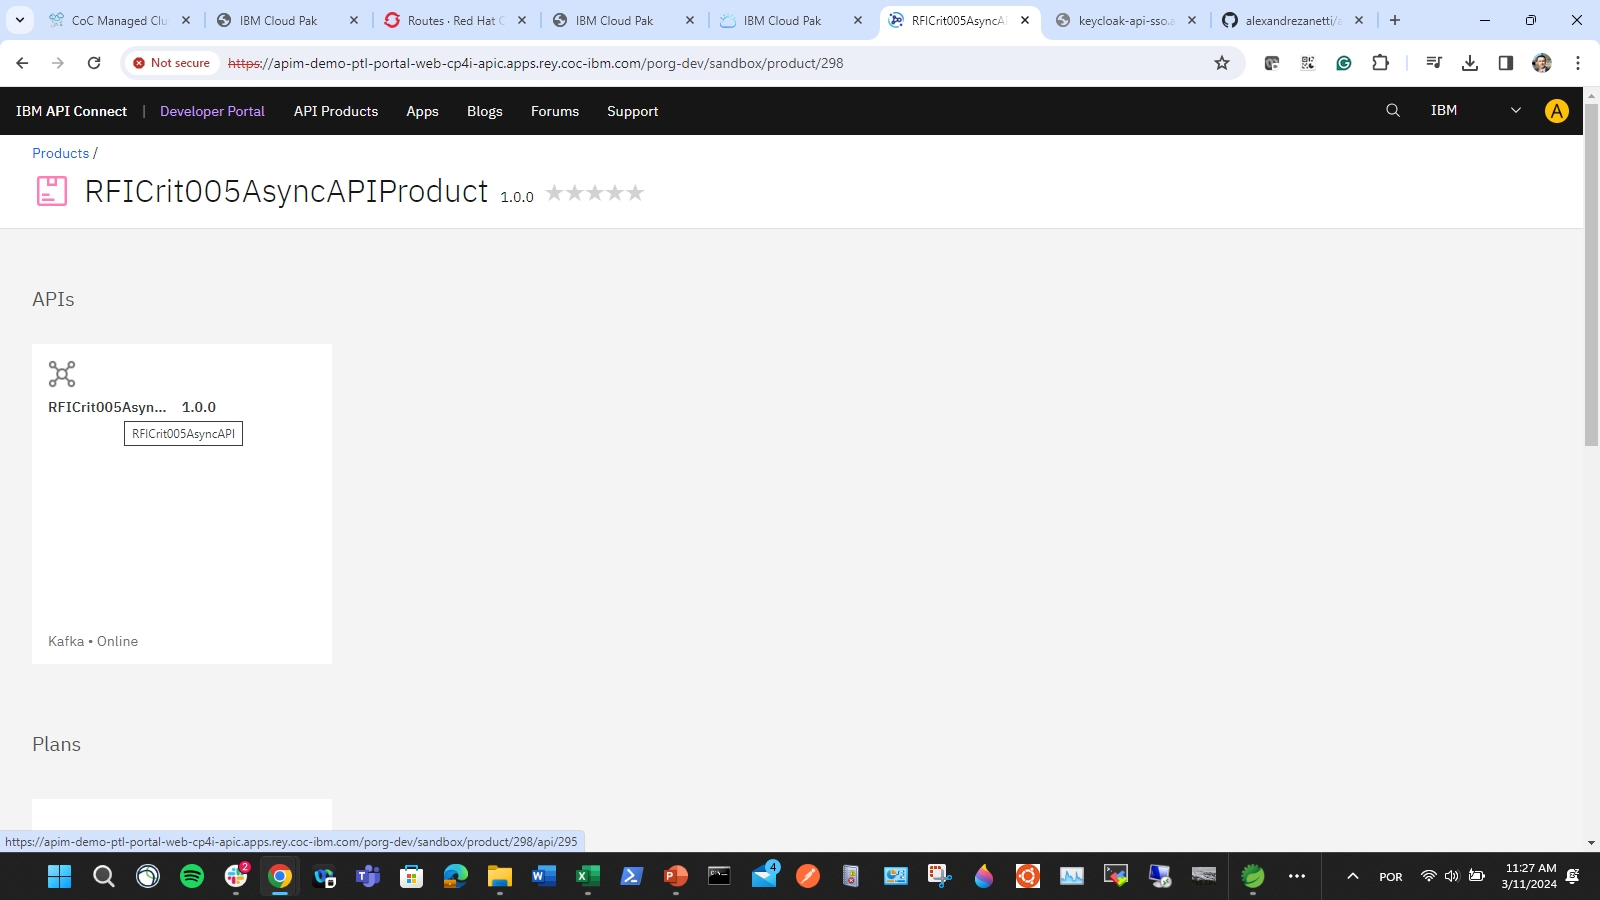 CoC Managed Clu
IBM Cloud Pak
Routes · Red Hat C
IBM Cloud Pak
IBM Cloud Pak
RFICrit005AsyncA
keycloak-api-sso.a
alexandrezanetti/a
Not secure
https://apim-demo-ptl-portal-web-cp4i-apic.apps.rey.coc-ibm.com/porg-dev/sandbox/product/298
IBM API Connect | Developer Portal API Products Apps Blogs Forums Support IBM A
Products /
RFICrit005AsyncAPIProduct 1.0.0
APIs
RFICrit005Asyn... 1.0.0
RFICrit005AsyncAPI
Kafka • Online
Plans
https://apim-demo-ptl-portal-web-cp4i-apic.apps.rey.coc-ibm.com/porg-dev/sandbox/product/298/api/295
2
4
POR
11:27 AM
3/11/2024